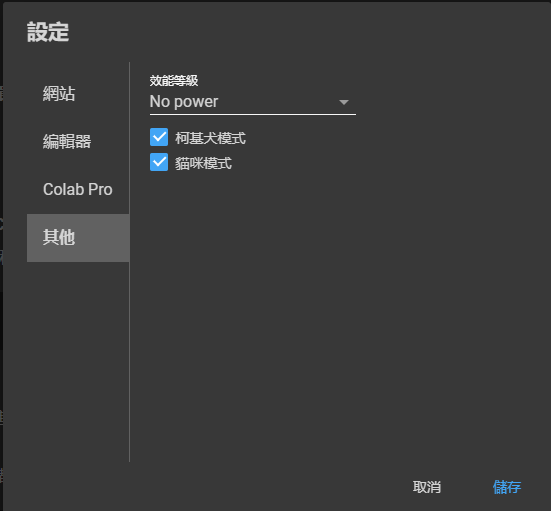 設定
網站
編輯器
Colab Pro
其他
效能等級
No power
柯基犬模式
貓咪模式
取消
儲存